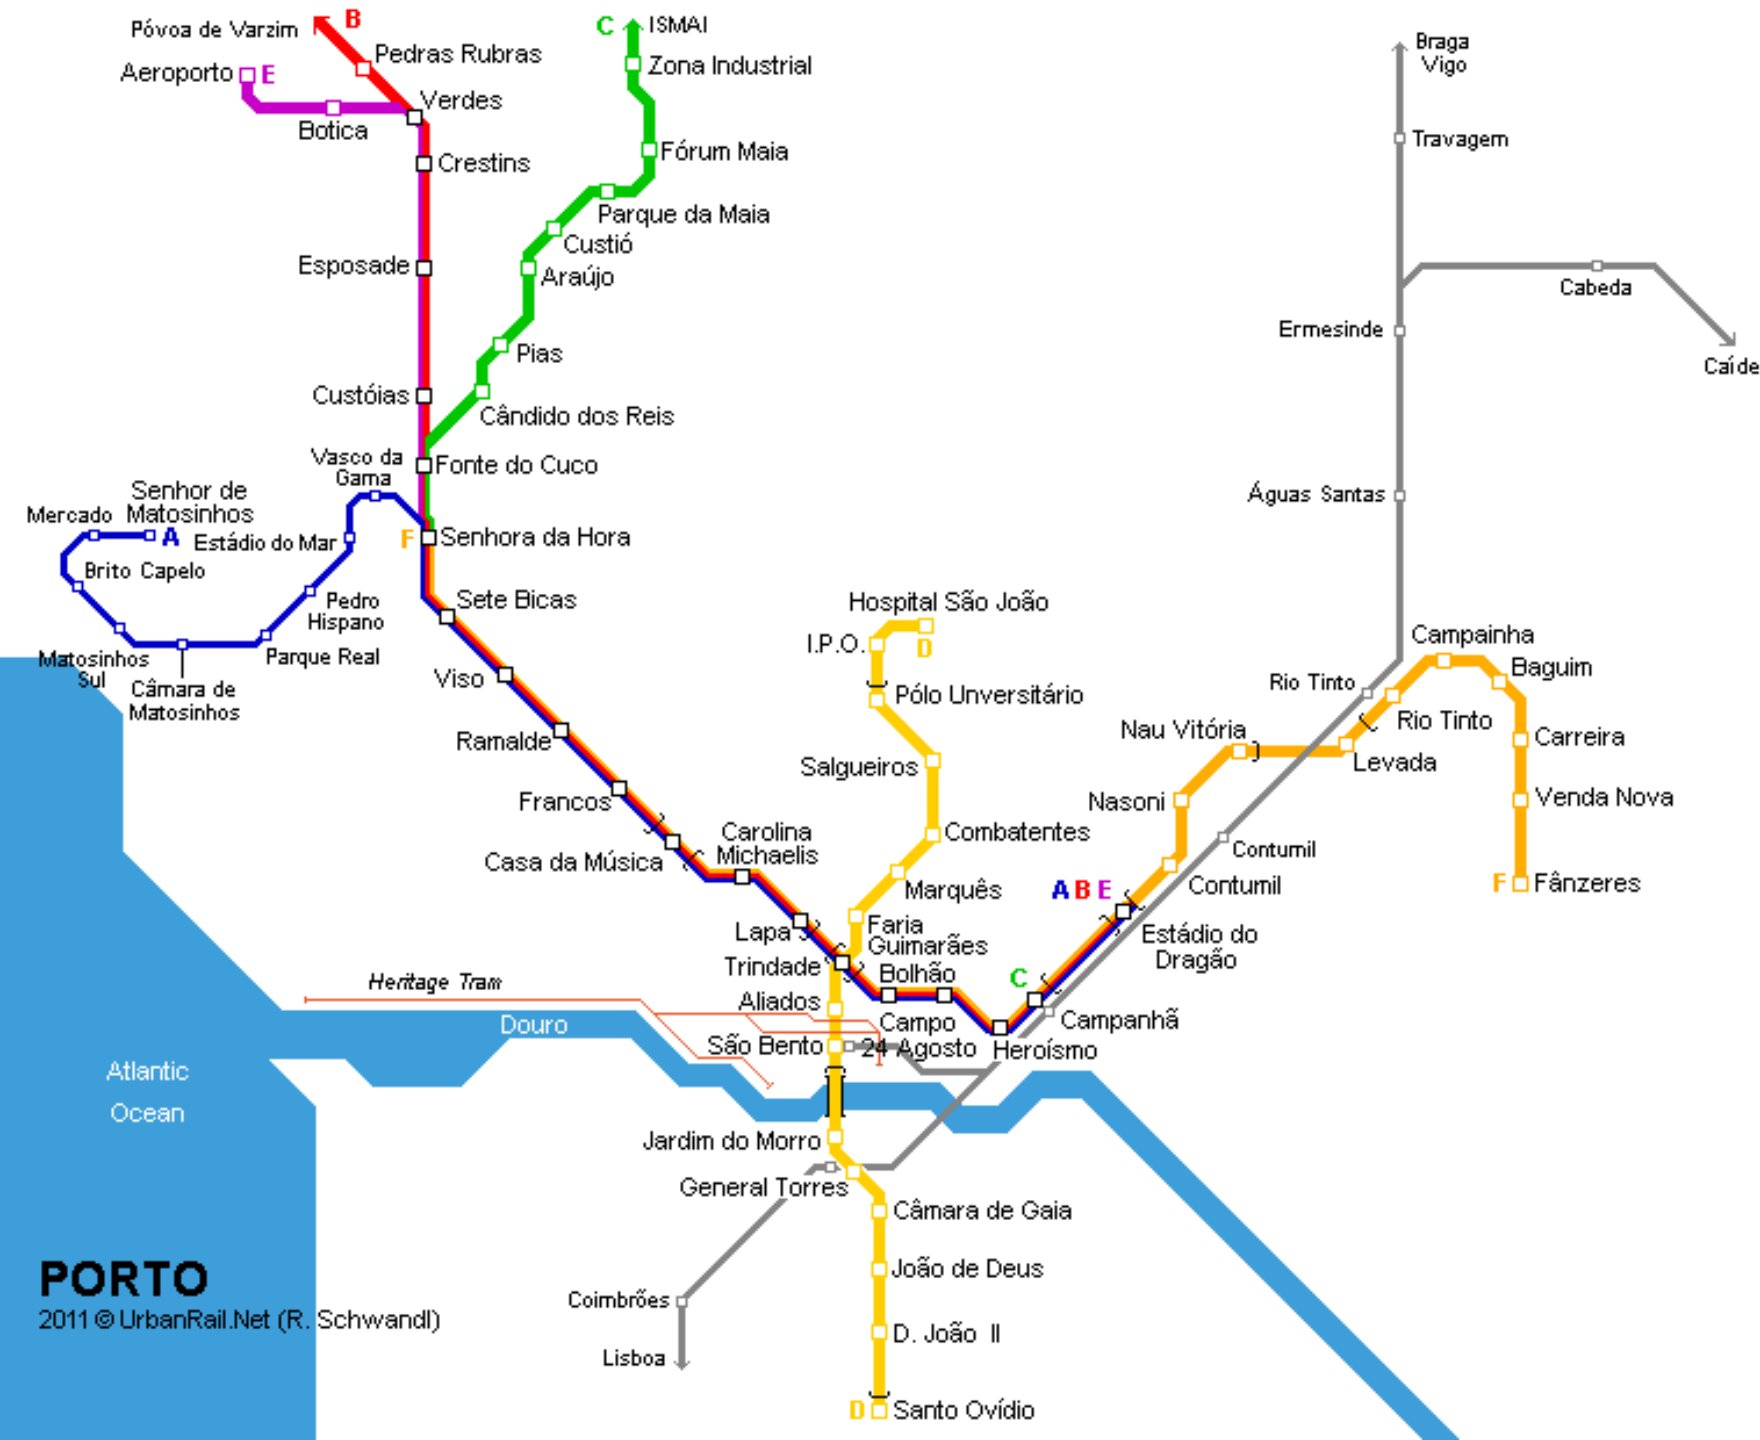 Póvoa de Varzim
B
C
ISMAI
Braga
Vigo
Pedras Rubras
Aeroporto
E
Zona Industrial
Verdes
Botica
Travagem
Crestins
Fórum Maia
Parque da Maia
Custió
Esposade
Araújo
Cabeda
Ermesinde
Pias
Caíde
Custóias
Cândido dos Reis
Vasco da
Gama
Fonte do Cuco
Senhor de
Matosinhos
Mercado
A
Águas Santas
Estádio do Mar
F
Senhora da Hora
Brito Capelo
Pedro
Hispano
Sete Bicas
Hospital São João
D
I.P.O.
Campainha
Matosinhos
Sul
Parque Real
Câmara de
Matosinhos
Baguim
Viso
Rio Tinto
Pólo Unversitário
Rio Tinto
Nau Vitória
Ramalde
Carreira
Salgueiros
Levada
Francos
Nasoni
Venda Nova
Carolina
Michaelis
Combatentes
Casa da Música
Contumil
Marquês
A B E
Contumil
F
Fânzeres
Lapa
Faria
Guimarães
Estádio do
Dragão
Trindade
Bolhão
C
Heritage Tram
Aliados
Douro
Campo
24 Agosto
Campanhã
São Bento
Heroísmo
Atlantic
Ocean
Jardim do Morro
General Torres
Câmara de Gaia
João de Deus
PORTO
2011 © UrbanRail.Net (R. Schwandl)
Coimbrões
D. João II
Lisboa
D
Santo Ovídio